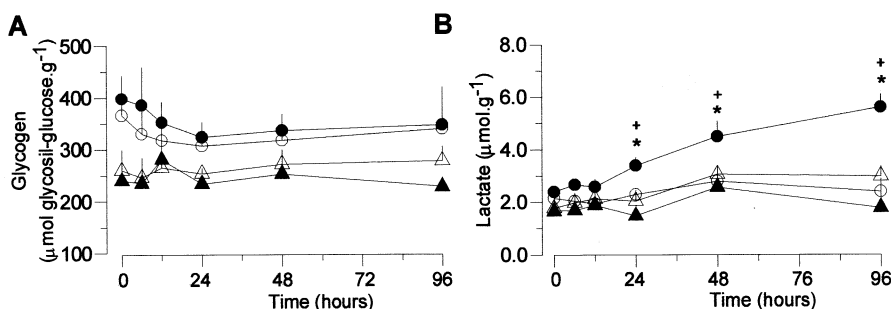 A
Glycogen
(μmol glycosil-glucose.g-1)
500
400
300
200
100
0 24 48 72 96
Time (hours)
B
Lactate (μmol.g-1)
8.0
6.0
4.0
2.0
0.0
+
*
+
*
+
*
0 24 48 76 96
Time (hours)